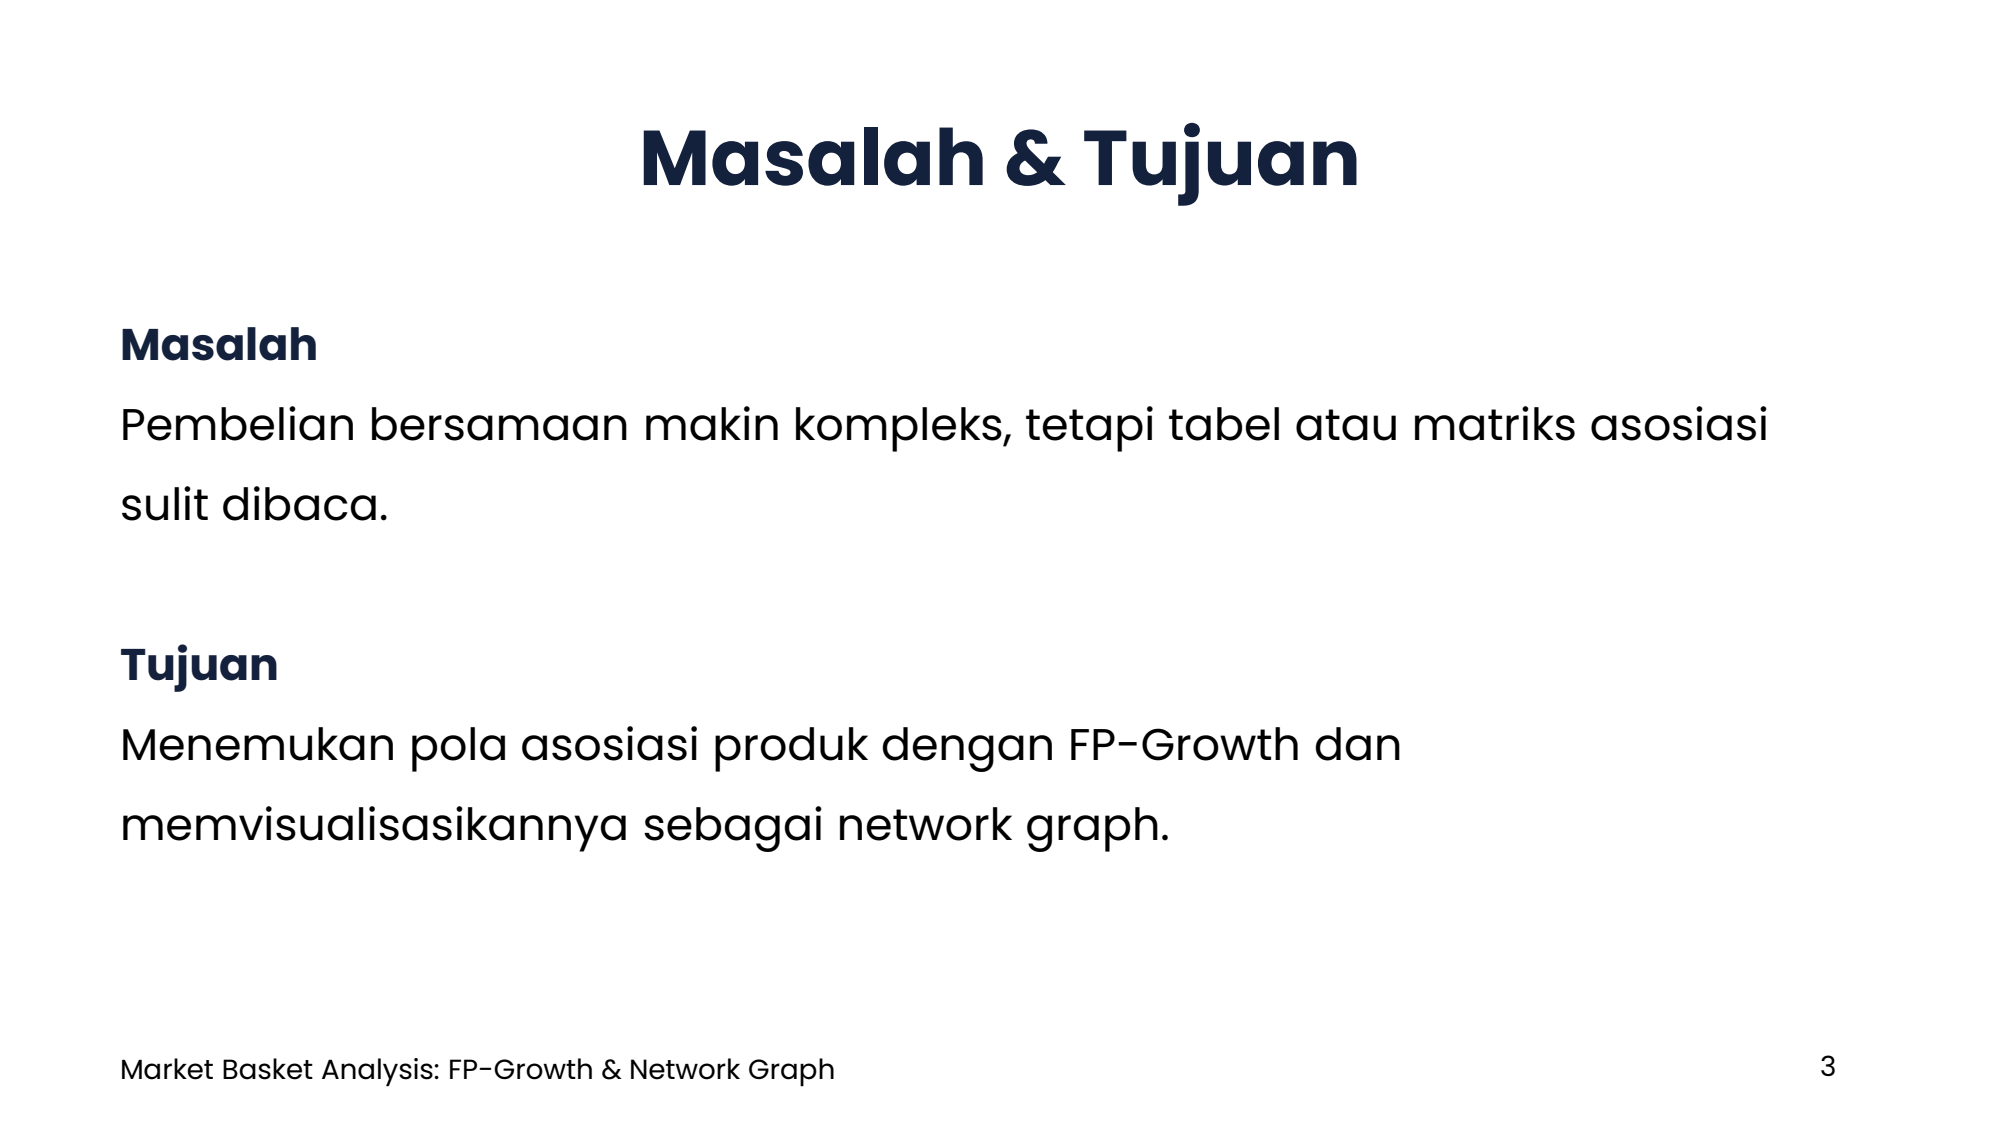 Masalah & Tujuan
Masalah
Pembelian bersamaan makin kompleks, tetapi tabel atau matriks asosiasi
sulit dibaca.
Tujuan
Menemukan pola asosiasi produk dengan FP-Growth dan
memvisualisasikannya sebagai network graph.
Market Basket Analysis: FP-Growth & Network Graph
3